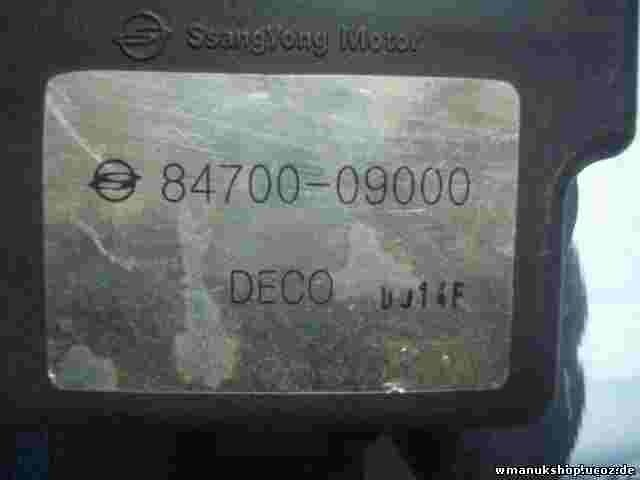 SsangYong Motor
84700-09000
DECO
wmanukshop.ucoz.de